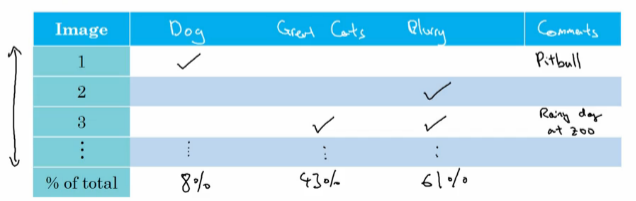 Image Dog Great Cats Blurry Comments
1 ✓ Pitbull
2 ✓
3 ✓ ✓ Rainy day
at zoo
⋮ ⋮ ⋮ ⋮
% of total 8% 43% 61%